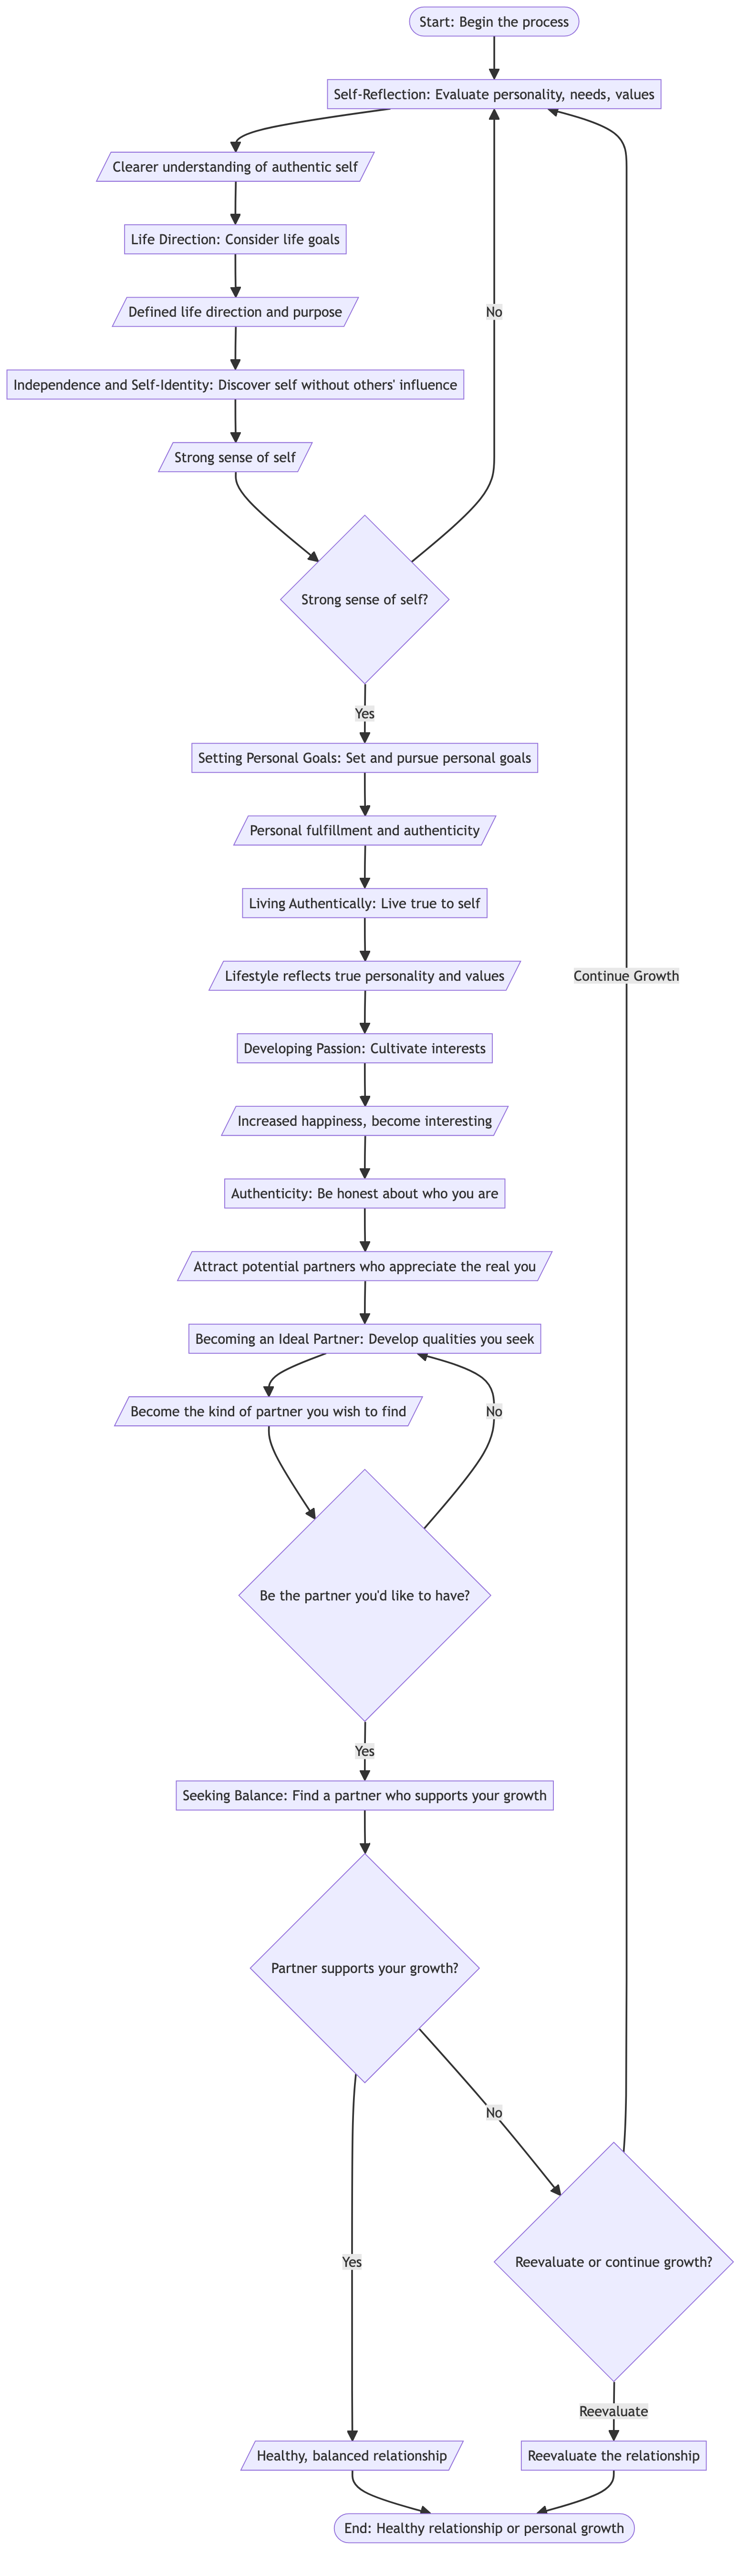 Start: Begin the process
Self-Reflection: Evaluate personality, needs, values
Clearer understanding of authentic self
Life Direction: Consider life goals
Defined life direction and purpose
No
Independence and Self-Identity: Discover self without others' influence
Strong sense of self
Strong sense of self?
Yes
Setting Personal Goals: Set and pursue personal goals
Personal fulfillment and authenticity
Living Authentically: Live true to self
Lifestyle reflects true personality and values
Continue Growth
Developing Passion: Cultivate interests
Increased happiness, become interesting
Authenticity: Be honest about who you are
Attract potential partners who appreciate the real you
Becoming an Ideal Partner: Develop qualities you seek
Become the kind of partner you wish to find
No
Be the partner you'd like to have?
Yes
Seeking Balance: Find a partner who supports your growth
Partner supports your growth?
No
Yes
Reevaluate or continue growth?
Reevaluate
Healthy, balanced relationship
Reevaluate the relationship
End: Healthy relationship or personal growth